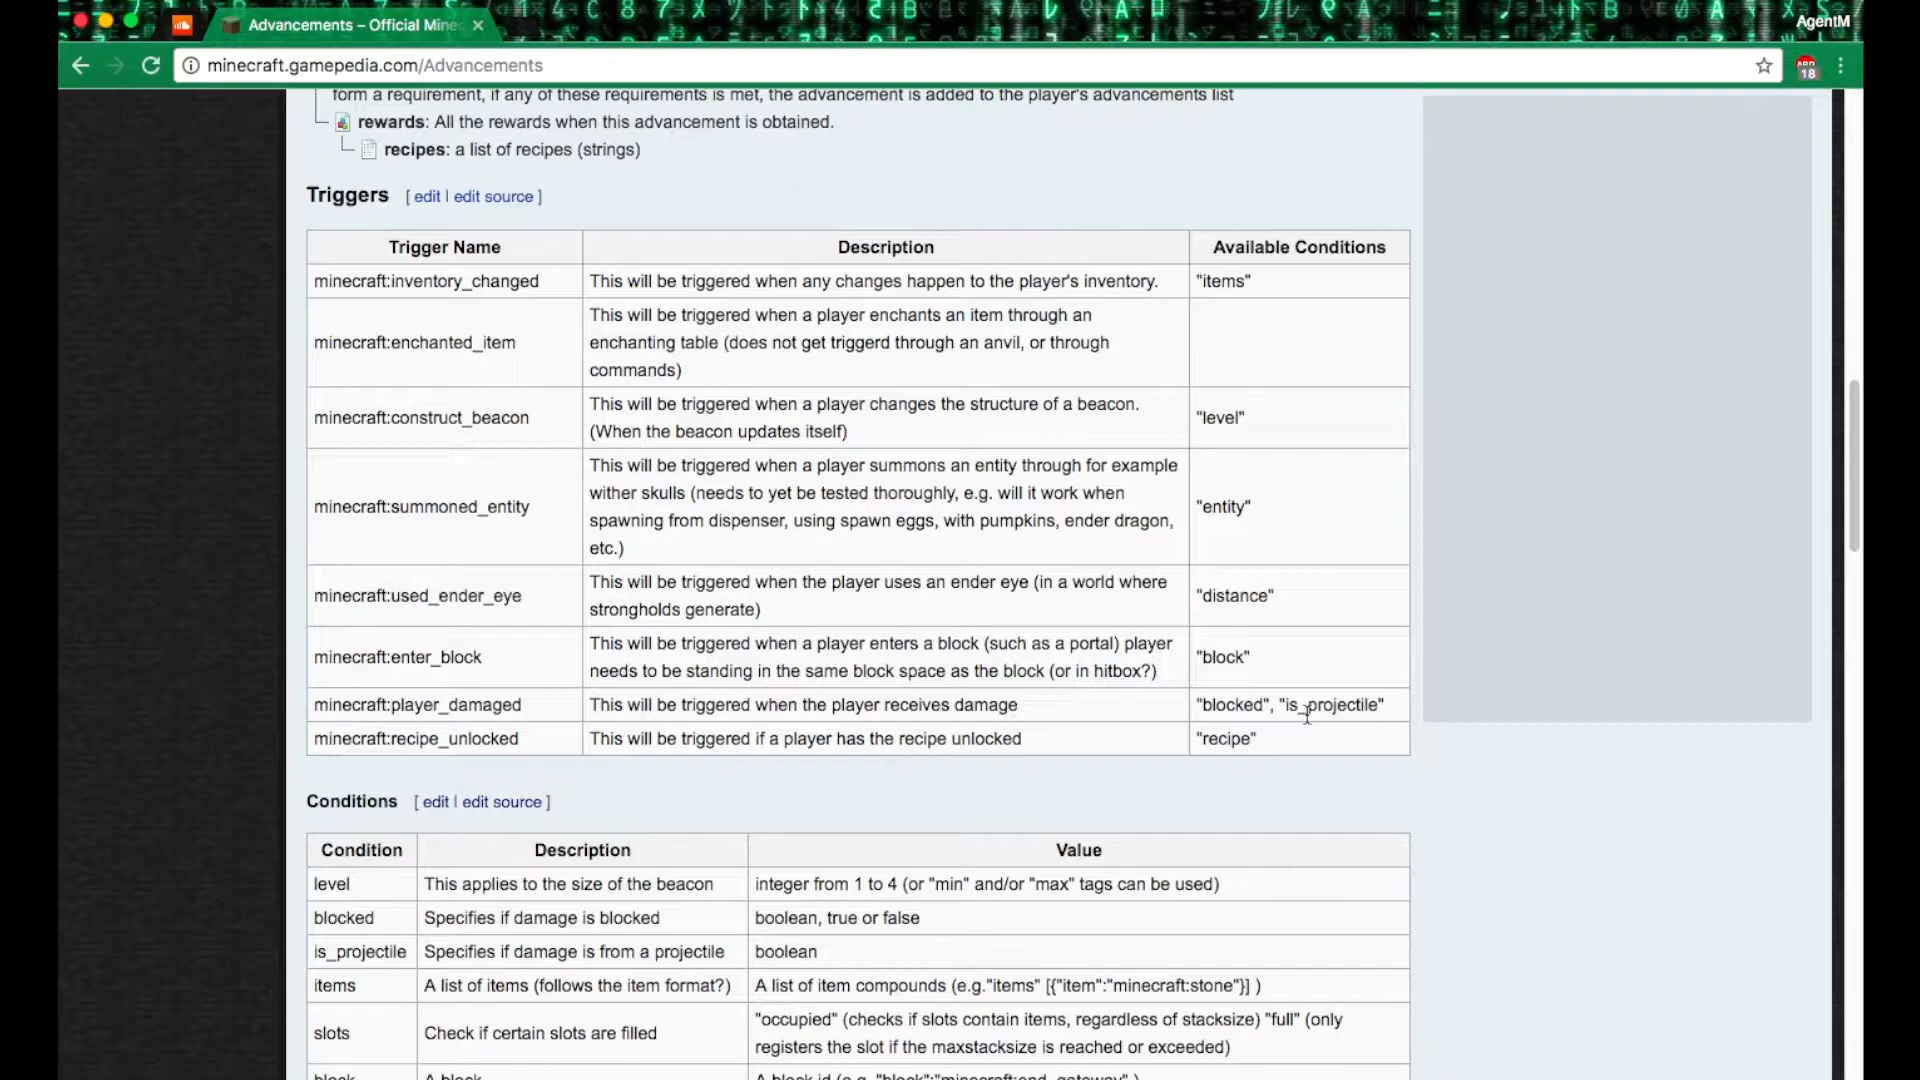 Advancements – Official Mine
AgentM
minecraft.gamepedia.com/Advancements
18
form a requirement, if any of these requirements is met, the advancement is added to the player's advancements list
rewards: All the rewards when this advancement is obtained.
recipes: a list of recipes (strings)
Triggers [ edit | edit source ]
Trigger Name Description Available Conditions
minecraft:inventory_changed This will be triggered when any changes happen to the player's inventory. "items"
This will be triggered when a player enchants an item through an
minecraft:enchanted_item enchanting table (does not get triggerd through an anvil, or through
commands)
This will be triggered when a player changes the structure of a beacon.
minecraft:construct_beacon "level"
(When the beacon updates itself)
This will be triggered when a player summons an entity through for example
wither skulls (needs to yet be tested thoroughly, e.g. will it work when
minecraft:summoned_entity "entity"
spawning from dispenser, using spawn eggs, with pumpkins, ender dragon,
etc.)
This will be triggered when the player uses an ender eye (in a world where
minecraft:used_ender_eye "distance"
strongholds generate)
This will be triggered when a player enters a block (such as a portal) player
minecraft:enter_block "block"
needs to be standing in the same block space as the block (or in hitbox?)
minecraft:player_damaged This will be triggered when the player receives damage "blocked", "is_projectile"
minecraft:recipe_unlocked This will be triggered if a player has the recipe unlocked "recipe"
Conditions [ edit | edit source ]
Condition Description Value
level This applies to the size of the beacon integer from 1 to 4 (or "min" and/or "max" tags can be used)
blocked Specifies if damage is blocked boolean, true or false
is_projectile Specifies if damage is from a projectile boolean
items A list of items (follows the item format?) A list of item compounds (e.g."items" [{"item":"minecraft:stone"}] )
"occupied" (checks if slots contain items, regardless of stacksize) "full" (only
slots Check if certain slots are filled
registers the slot if the maxstacksize is reached or exceeded)
block A block A block id (e.g. "block":"minecraft:end_gateway" )